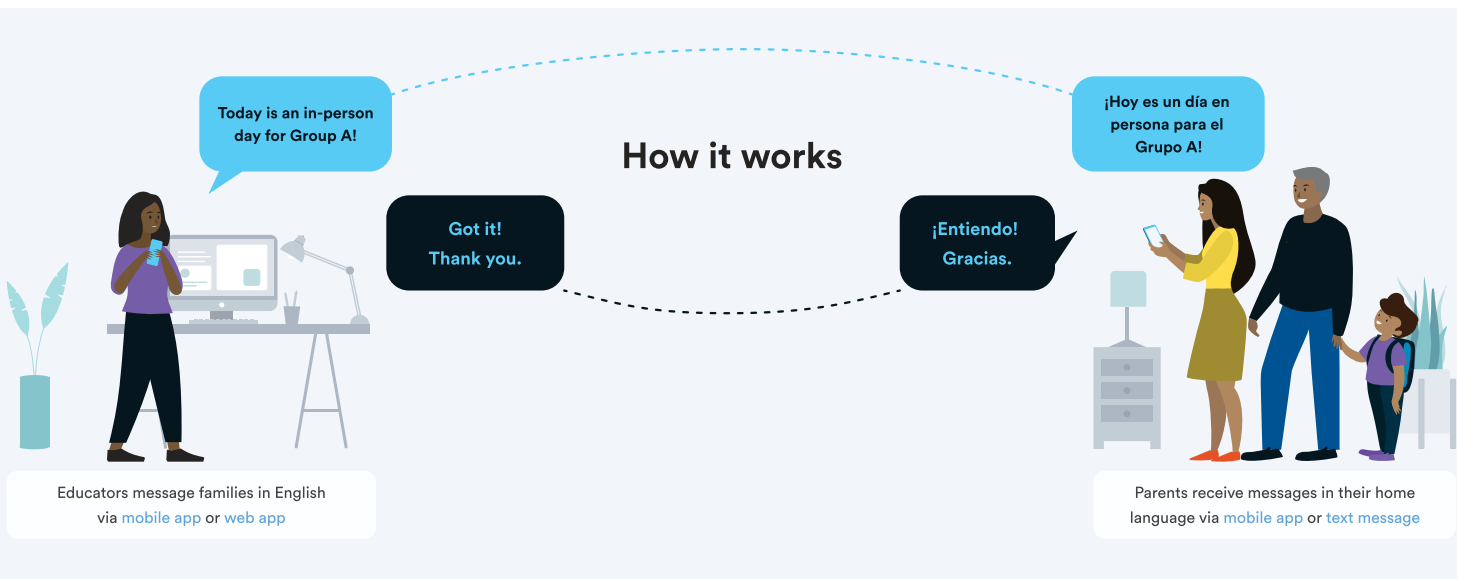 Today is an in-person
day for Group A!
¡Hoy es un día en
persona para el
Grupo A!
How it works
Got it!
Thank you.
¡Entiendo!
Gracias.
Educators message families in English
via mobile app or web app
Parents receive messages in their home
language via mobile app or text message